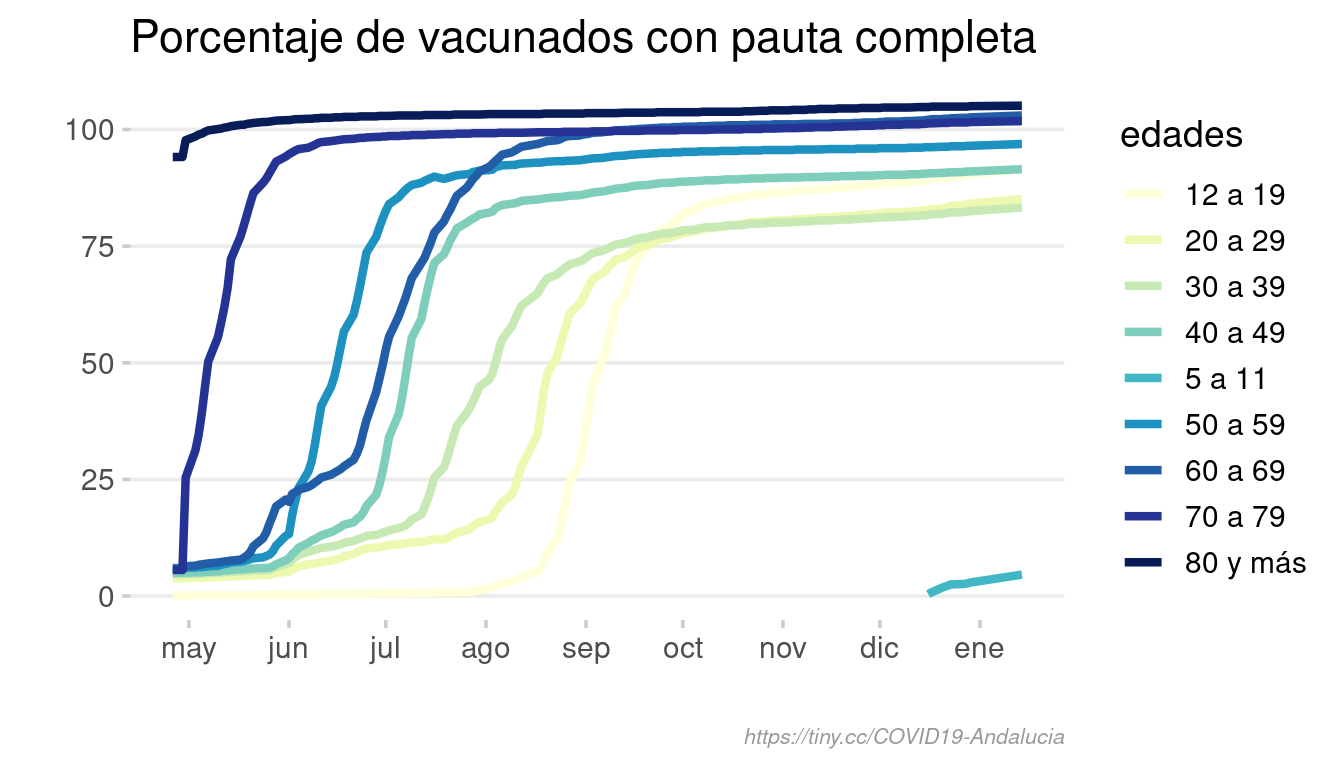 Porcentaje de vacunados con pauta completa
100
75
50
25
0
may jun jul ago sep oct nov dic ene
edades
12 a 19
20 a 29
30 a 39
40 a 49
5 a 11
50 a 59
60 a 69
70 a 79
80 y más
https://tiny.cc/COVID19-Andalucia